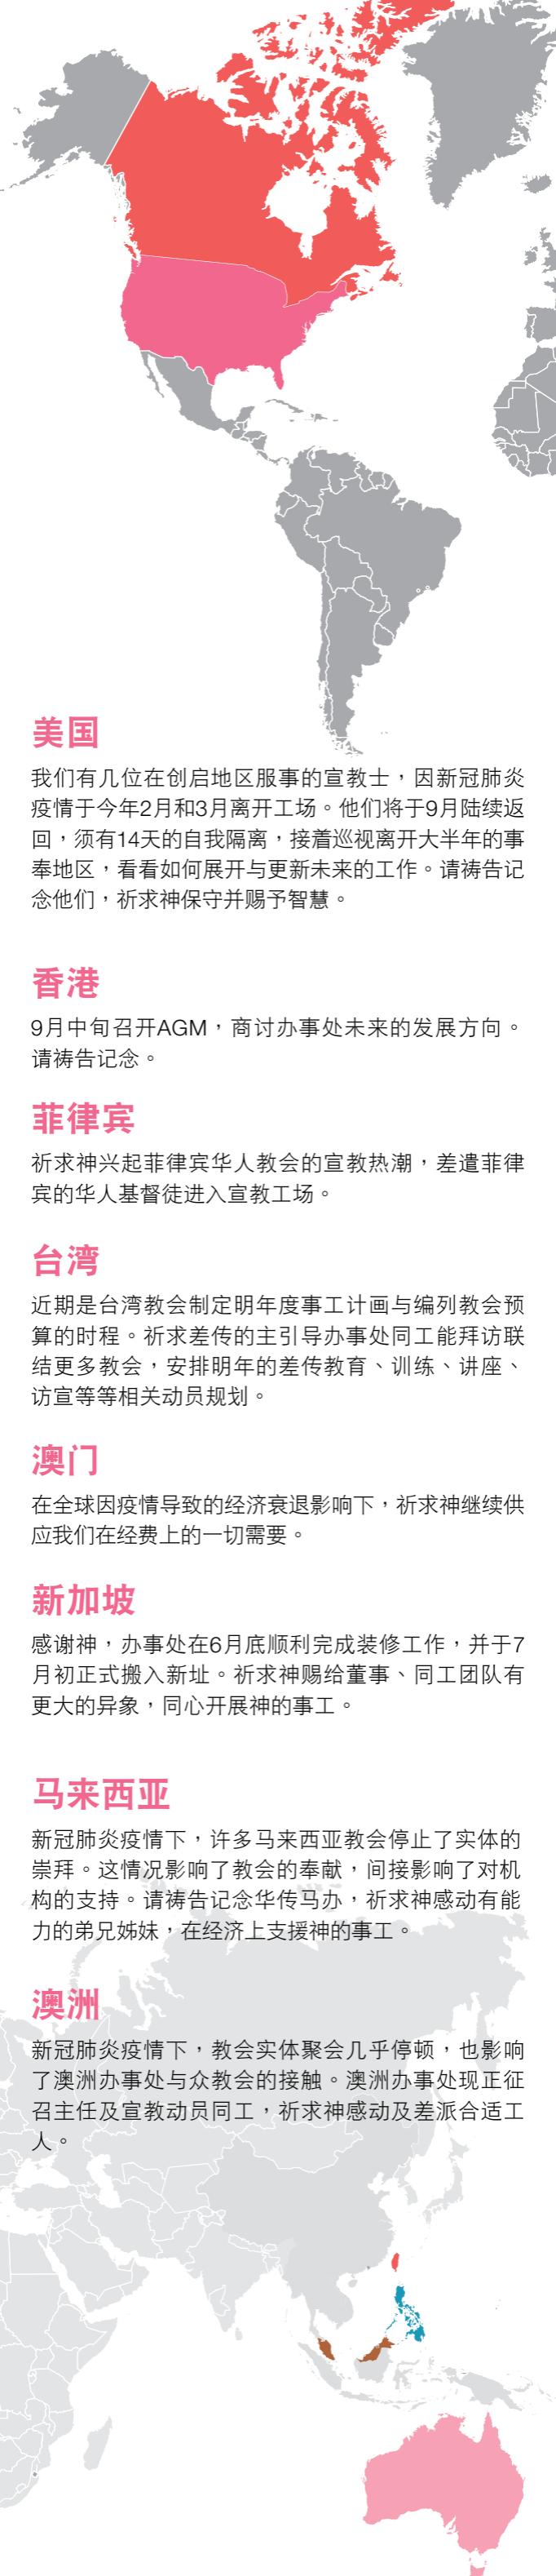 美国
我们有几位在创启地区服事的宣教士，因新冠肺炎
疫情于今年2月和3月离开工场。他们将于9月陆续返
回，须有14天的自我隔离，接着巡视离开大半年的事
奉地区，看看如何展开与更新未来的工作。请祷告记
念他们，祈求神保守并赐予智慧。
香港
9月中旬召开AGM，商讨办事处未来的发展方向。
请祷告记念。
菲律宾
祈求神兴起菲律宾华人教会的宣教热潮，差遣菲律
宾的华人基督徒进入宣教工场。
台湾
近期是台湾教会制定明年度事工计画与编列教会预
算的时程。祈求差传的主引导办事处同工能拜访联
结更多教会，安排明年的差传教育、训练、讲座、
访宣等等相关动员规划。
澳门
在全球因疫情导致的经济衰退影响下，祈求神继续供
应我们在经费上的一切需要。
新加坡
感谢神，办事处在6月底顺利完成装修工作，并于7
月初正式搬入新址。祈求神赐给董事、同工团队有
更大的异象，同心开展神的事工。
马来西亚
新冠肺炎疫情下，许多马来西亚教会停止了实体的
崇拜。这情况影响了教会的奉献，间接影响了对机
构的支持。请祷告记念华传马办，祈求神感动有能
力的弟兄姊妹，在经济上支援神的事工。
澳洲
新冠肺炎疫情下，教会实体聚会几乎停顿，也影响
了澳洲办事处与众教会的接触。澳洲办事处现正征
召主任及宣教动员同工，祈求神感动及差派合适工
人。